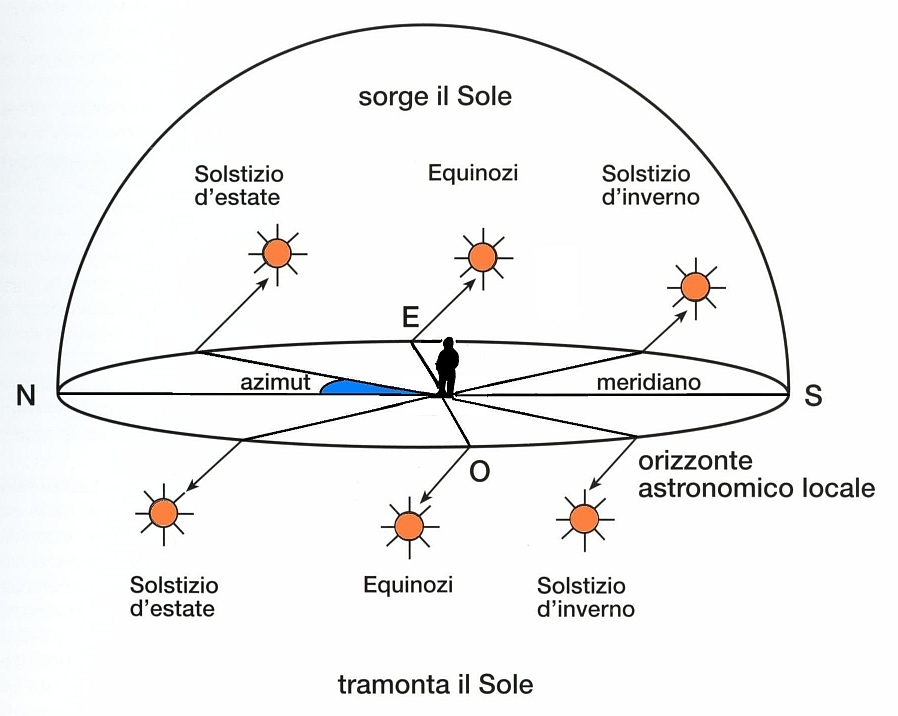 sorge il Sole
Solstizio
d'estate
Equinozi
Solstizio
d'inverno
E
N
azimut
meridiano
S
O
orizzonte
astronomico locale
Solstizio
d'estate
Equinozi
Solstizio
d'inverno
tramonta il Sole